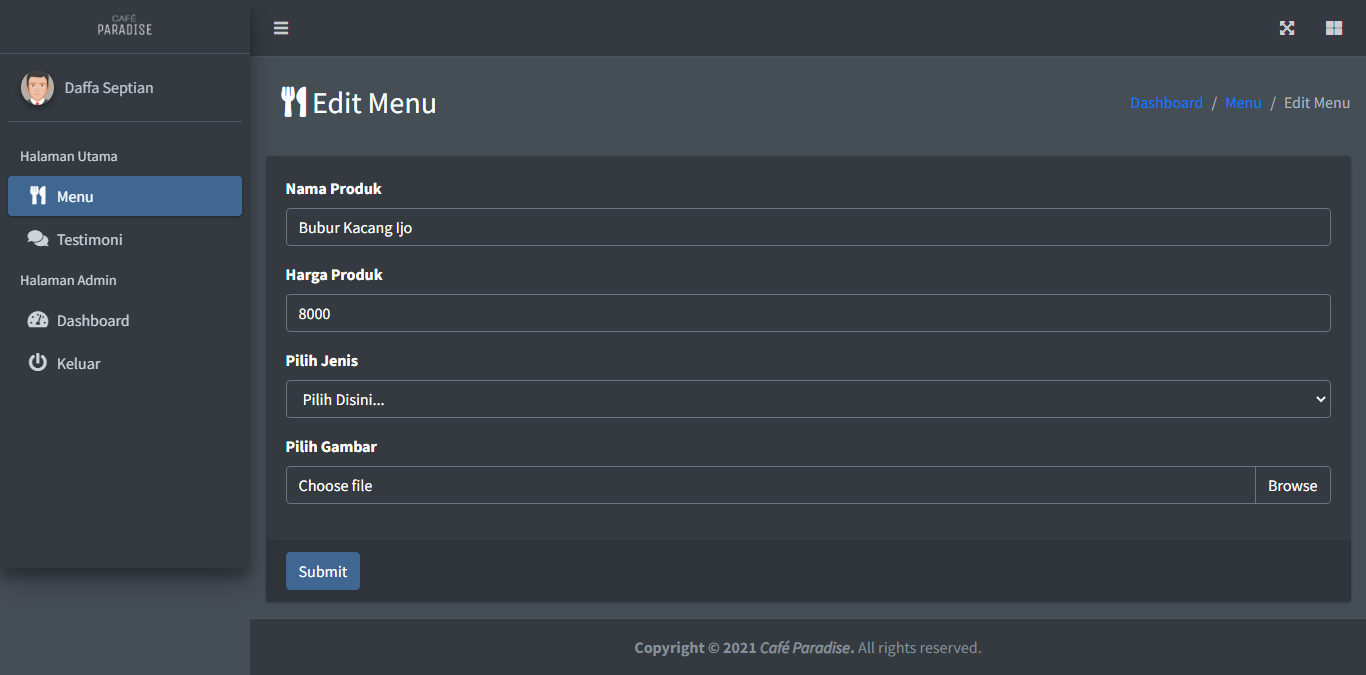 CAFÉ
PARADISE
Daffa Septian
Halaman Utama
Menu
Testimoni
Halaman Admin
Dashboard
Keluar
Edit Menu
Dashboard / Menu / Edit Menu
Nama Produk
Bubur Kacang Ijo
Harga Produk
8000
Pilih Jenis
Pilih Disini...
Pilih Gambar
Choose file
Browse
Submit
Copyright © 2021 Café Paradise. All rights reserved.